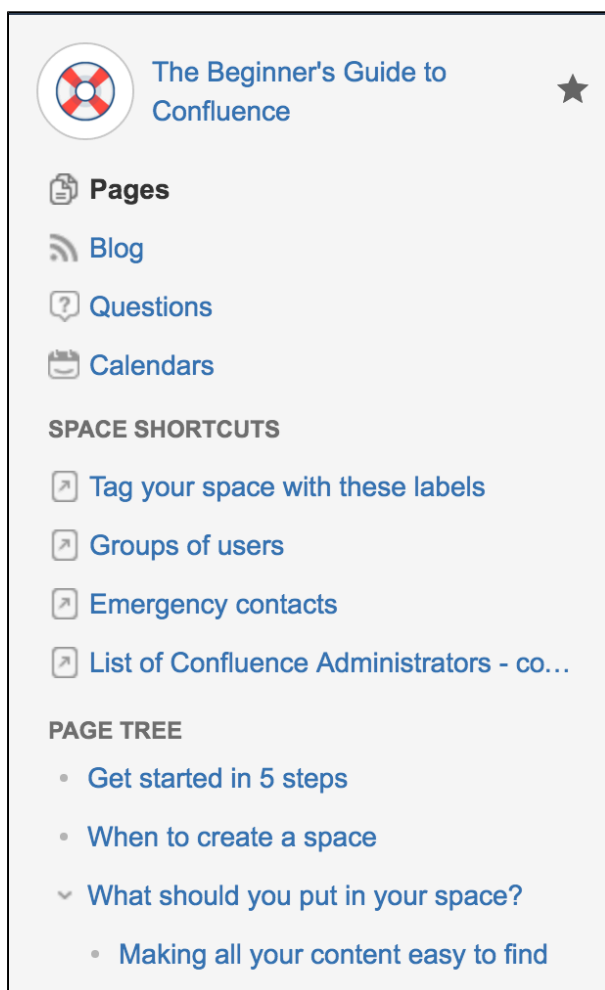 The Beginner's Guide to
Confluence
Pages
Blog
Questions
Calendars
SPACE SHORTCUTS
Tag your space with these labels
Groups of users
Emergency contacts
List of Confluence Administrators - co…
PAGE TREE
Get started in 5 steps
When to create a space
What should you put in your space?
Making all your content easy to find